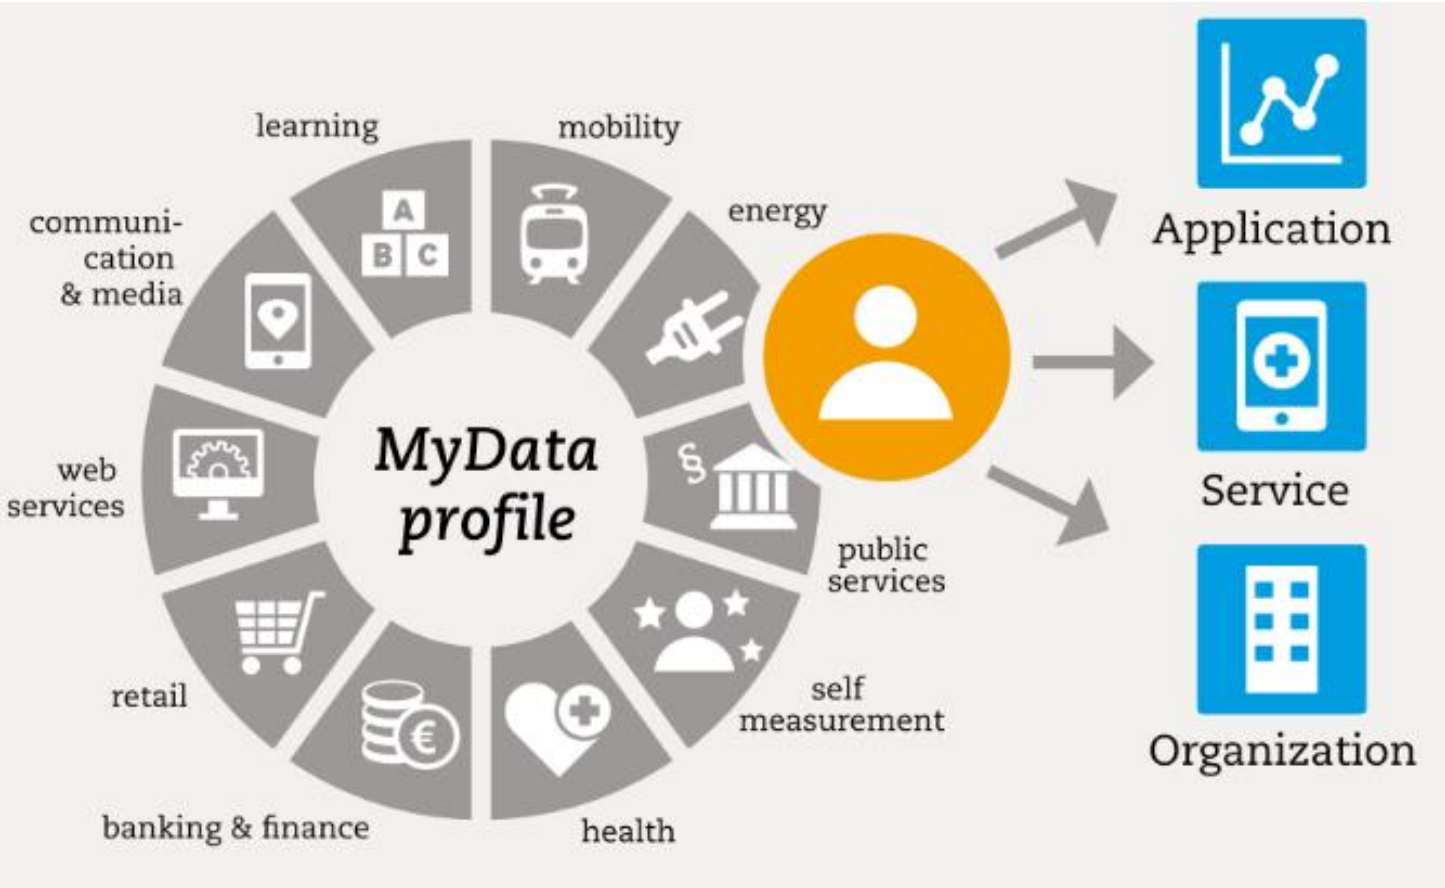 learning
mobility
energy
communi-
cation
& media
A
B C
web
services
MyData
profile
§
public
services
retail
self
measurement
€
banking & finance
health
Application
Service
Organization